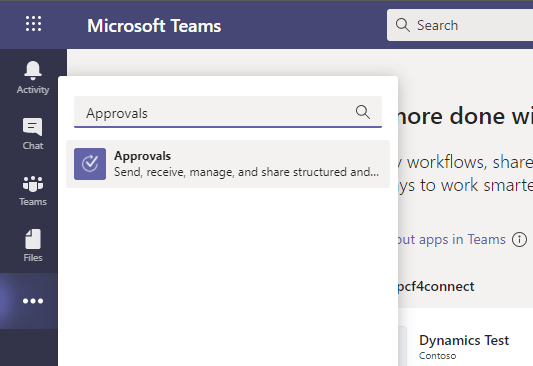 Microsoft Teams
Search
Activity
Chat
Teams
Files
Approvals
Approvals
Send, receive, manage, and share structured and...
more done wi
workflows, share
ys to work smarte
out apps in Teams
pcf4connect
Dynamics Test
Contoso